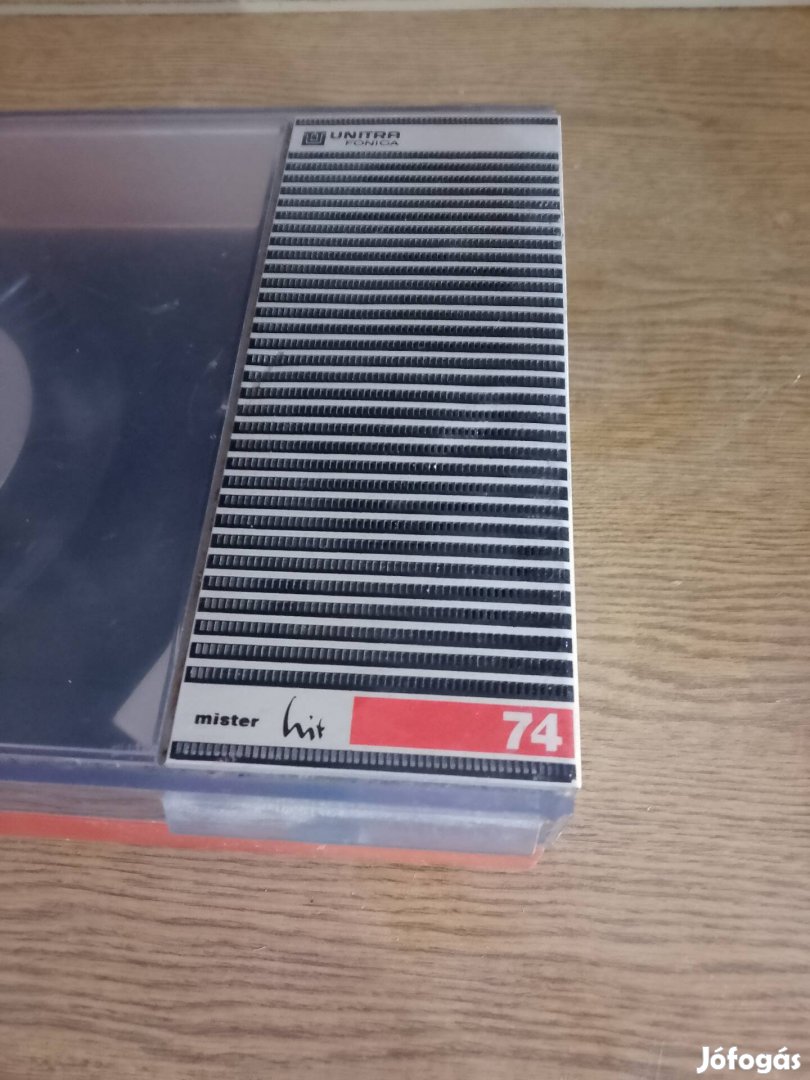 UNITRA
FONICA
mister hit 74
Jófogás